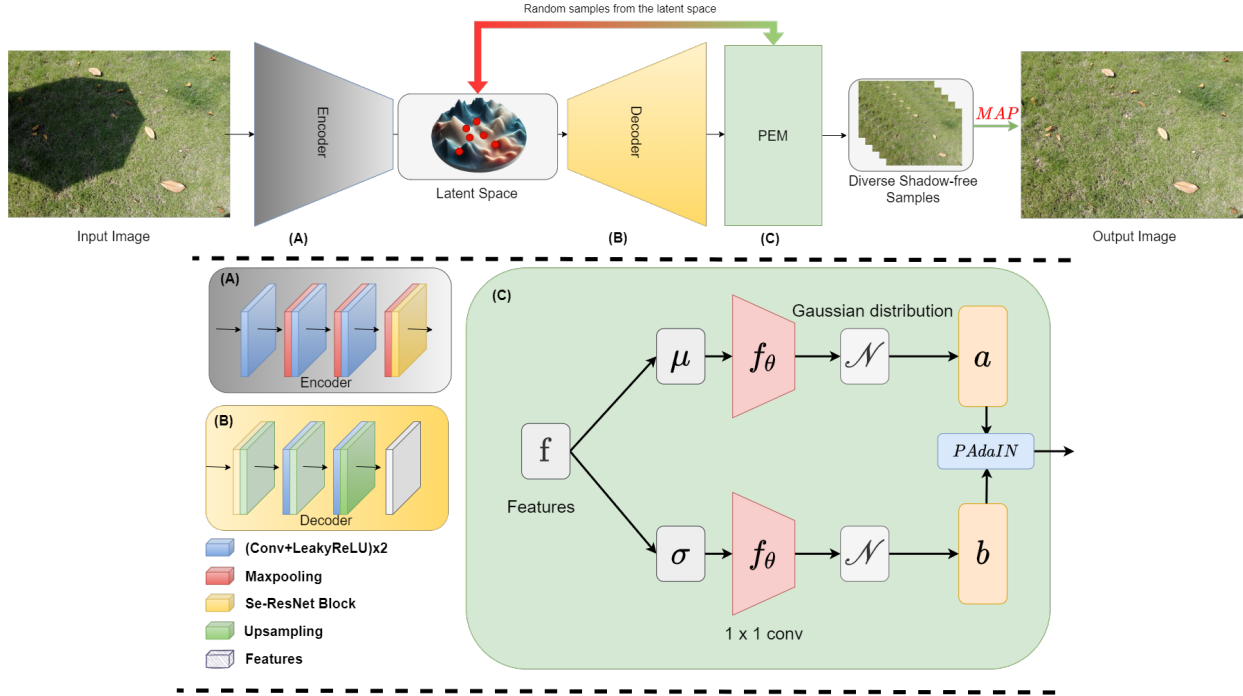 Random samples from the latent space
Encoder
Decoder
PEM
MAP
Latent Space
Diverse Shadow-free
Samples
Input Image
(A)
(B)
(C)
Output Image
(A)
Encoder
(B)
Decoder
(Conv+LeakyReLU)x2
Maxpooling
Se-ResNet Block
Upsampling
Features
(C)
Gaussian distribution
μ
f_θ
𝒩
a
f
Features
PAdaIN
σ
f_θ
𝒩
b
1 x 1 conv